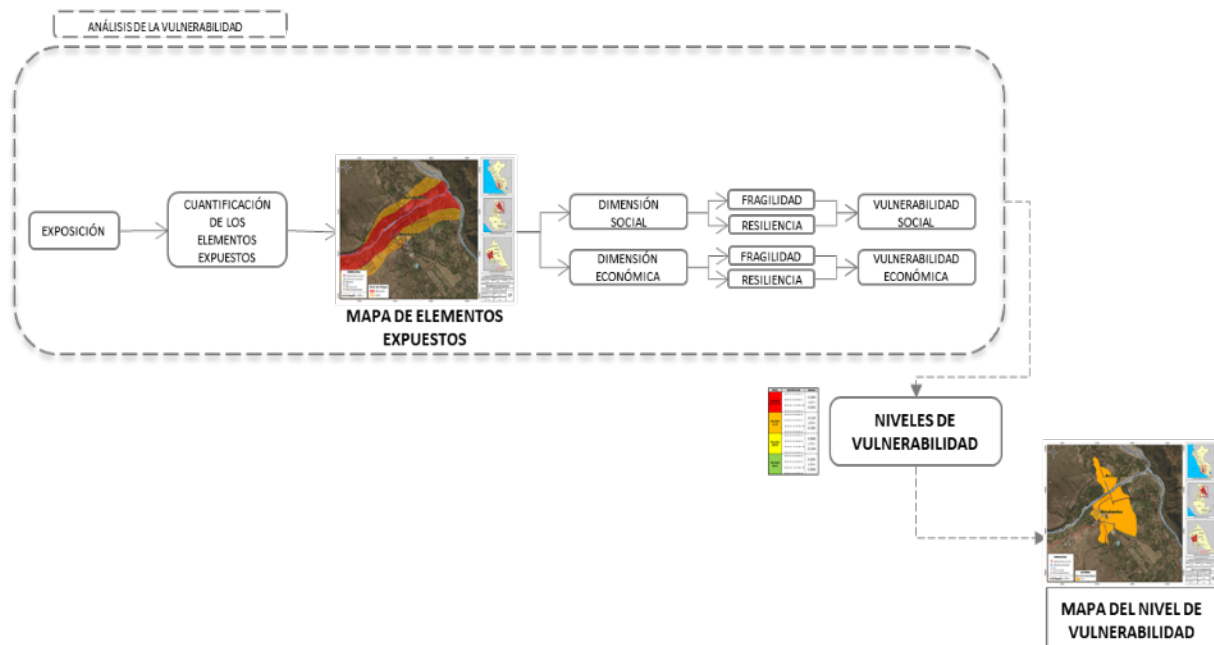 ANÁLISIS DE LA VULNERABILIDAD
EXPOSICIÓN
CUANTIFICACIÓN
DE LOS
ELEMENTOS
EXPUESTOS
MAPA DE ELEMENTOS
EXPUESTOS
DIMENSIÓN
SOCIAL
FRAGILIDAD
RESILIENCIA
VULNERABILIDAD
SOCIAL
DIMENSIÓN
ECONÓMICA
FRAGILIDAD
RESILIENCIA
VULNERABILIDAD
ECONÓMICA
NIVELES DE
VULNERABILIDAD
MAPA DEL NIVEL DE
VULNERABILIDAD